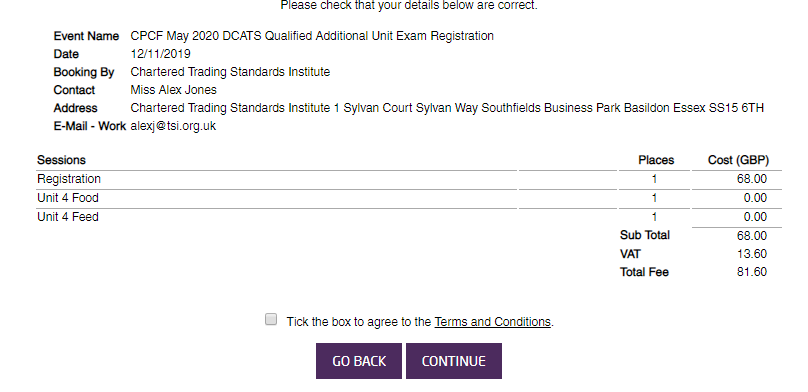 Please check that your details below are correct.
Event Name CPCF May 2020 DCATS Qualified Additional Unit Exam Registration
Date 12/11/2019
Booking By Chartered Trading Standards Institute
Contact Miss Alex Jones
Address Chartered Trading Standards Institute 1 Sylvan Court Sylvan Way Southfields Business Park Basildon Essex SS15 6TH
E-Mail - Work alexj@tsi.org.uk
Sessions Places Cost (GBP)
Registration 1 68.00
Unit 4 Food 1 0.00
Unit 4 Feed 1 0.00
Sub Total 68.00
VAT 13.60
Total Fee 81.60
Tick the box to agree to the Terms and Conditions.
GO BACK CONTINUE